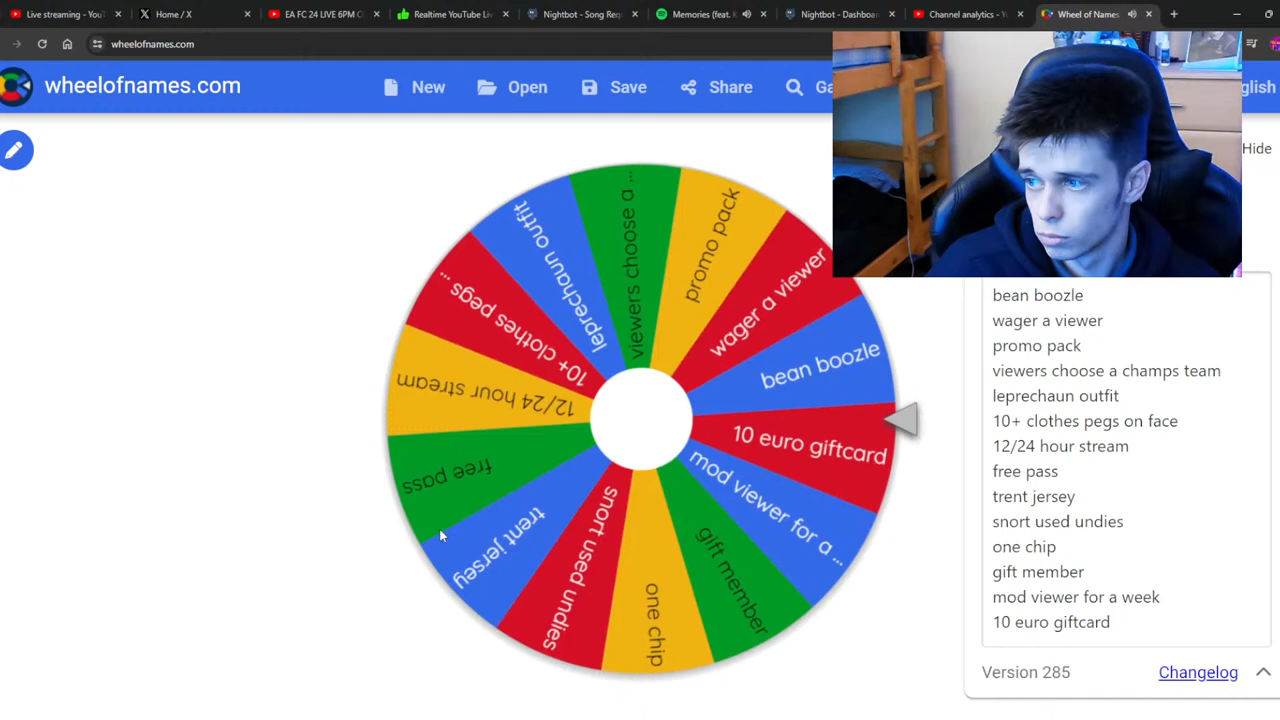 Live streaming - YouT
Home / X
EA FC 24 LIVE 6PM C
Realtime YouTube Liv
Nightbot - Song Req
Memories (feat. K
Nightbot - Dashboar
Channel analytics - Y
Wheel of Names
wheelofnames.com
wheelofnames.com
New
Open
Save
Share
Ga
glish
Hide
viewers choose a ...
promo pack
wager a viewer
bean boozle
10 euro giftcard
mod viewer for a ...
gift member
one chip
snort used undies
trent jersey
free pass
12/24 hour stream
10+ clothes pegs ...
leprechaun outfit
bean boozle
wager a viewer
promo pack
viewers choose a champs team
leprechaun outfit
10+ clothes pegs on face
12/24 hour stream
free pass
trent jersey
snort used undies
one chip
gift member
mod viewer for a week
10 euro giftcard
Version 285
Changelog